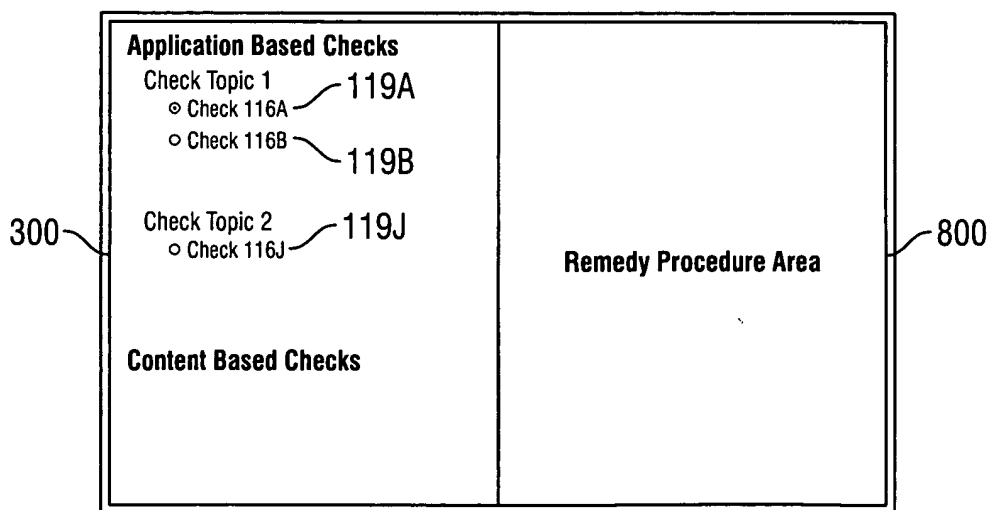 Application Based Checks
Check Topic 1
Check 116A
119A
Check 116B
119B
Check Topic 2
119J
Check 116J
300
800
Remedy Procedure Area
Content Based Checks